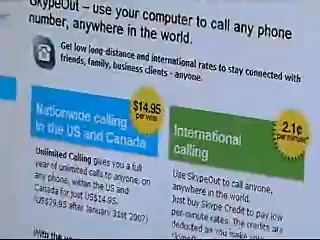 SkypeOut – use your computer to call any phone
number, anywhere in the world.
Get low long-distance and international rates to stay connected with
friends, family, business clients - anyone.
Nationwide calling
in the US and Canada
$14.95
per year
Unlimited Calling gives you a full
year of unlimited calls to anyone, on
any phone, within the US and
Canada for just US$14.95.
(US$29.95 after January 31st 2007)
With the
International
calling
2.1¢
per minute*
Use SkypeOut to call anyone,
anywhere in the world.
Just buy Skype Credit to pay low
per-minute rates. The credits are
deducted as you make